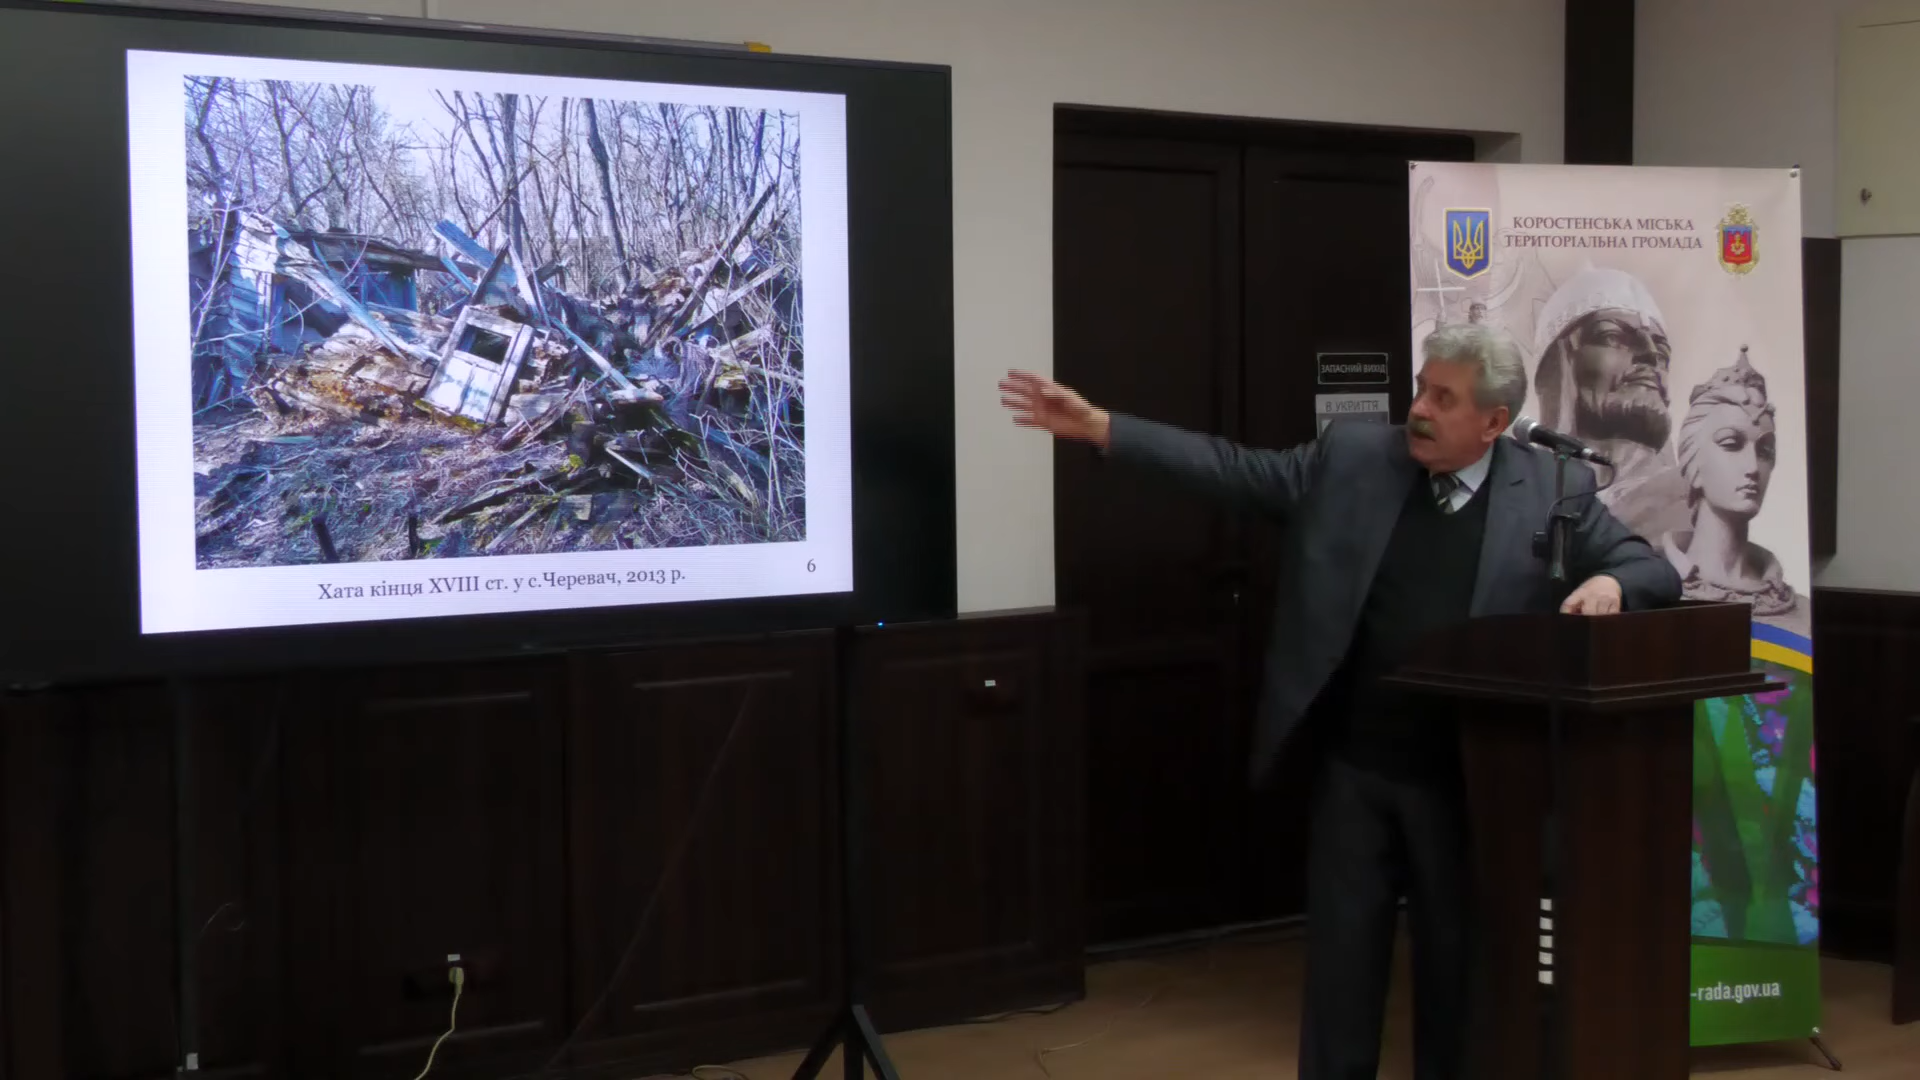 Хата кінця XVIII ст. у с.Черевач, 2013 р.
6
КОРОСТЕНСЬКА МІСЬКА
ТЕРИТОРІАЛЬНА ГРОМАДА
ЗАПАСНИЙ ВИХІД
В УКРИТТЯ
-rada.gov.ua